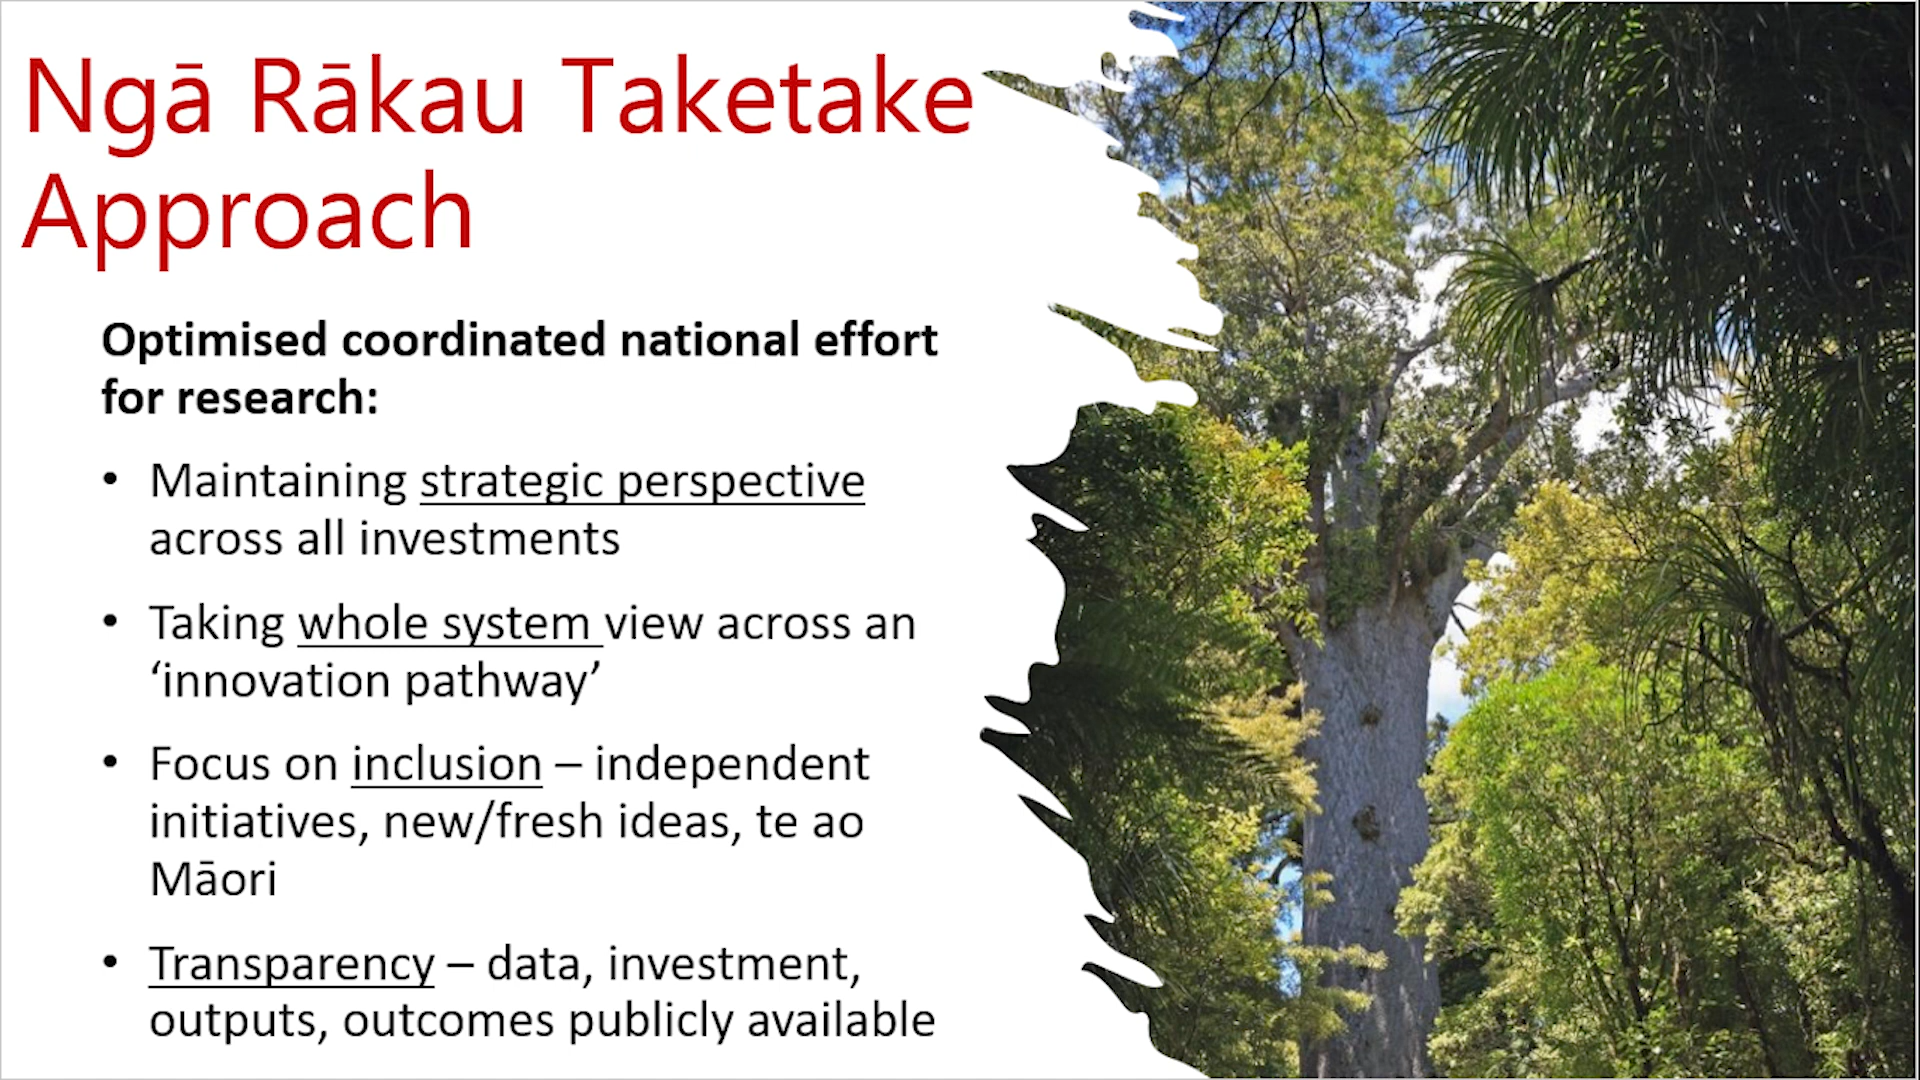 Ngā Rākau Taketake
Approach
Optimised coordinated national effort
for research:
• Maintaining strategic perspective
across all investments
• Taking whole system view across an
‘innovation pathway’
• Focus on inclusion – independent
initiatives, new/fresh ideas, te ao
Māori
• Transparency – data, investment,
outputs, outcomes publicly available